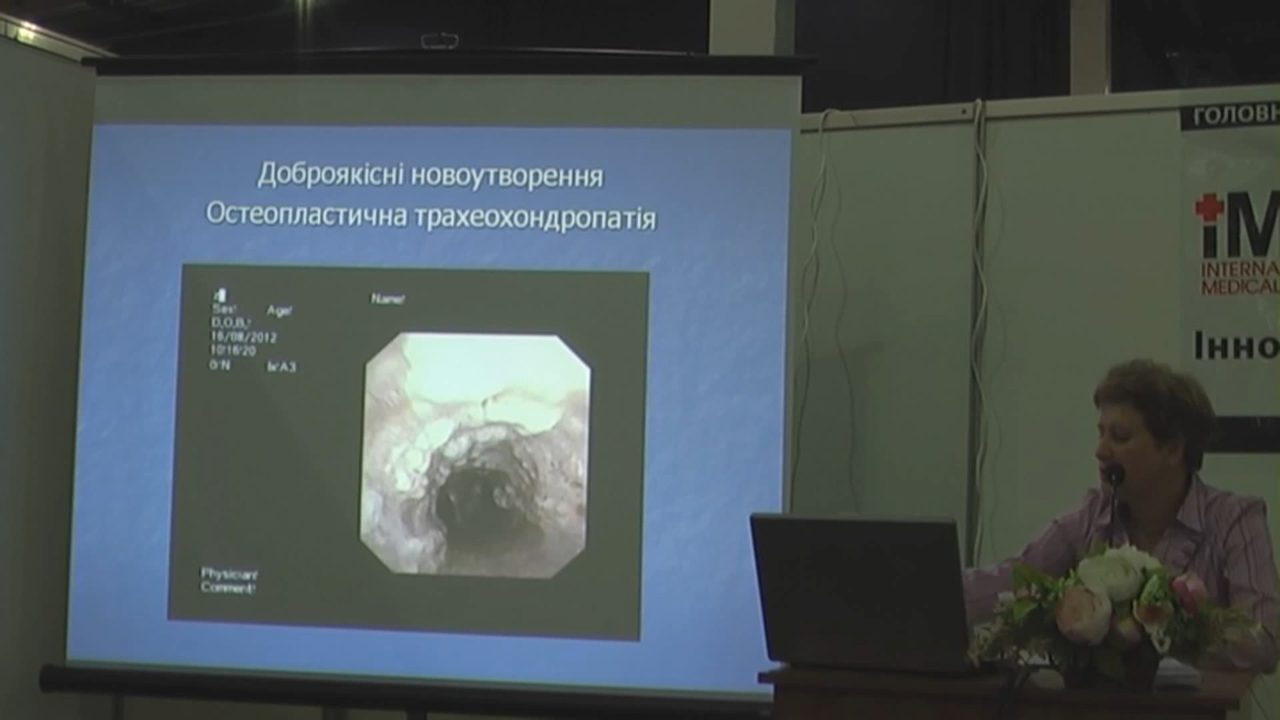 Доброякісні новоутворення
Остеопластична трахеохондропатія
Name:
Sex: Age:
D.O.B.:
16/08/2012
10:16:20
Physician:
Comment:
ГОЛОВН
iM
INTERNA
MEDICAL
Інно